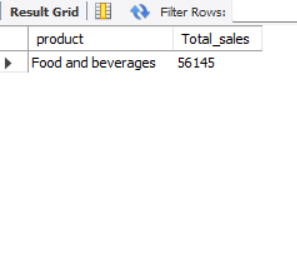 Result Grid Filter Rows:
product Total_sales
Food and beverages 56145